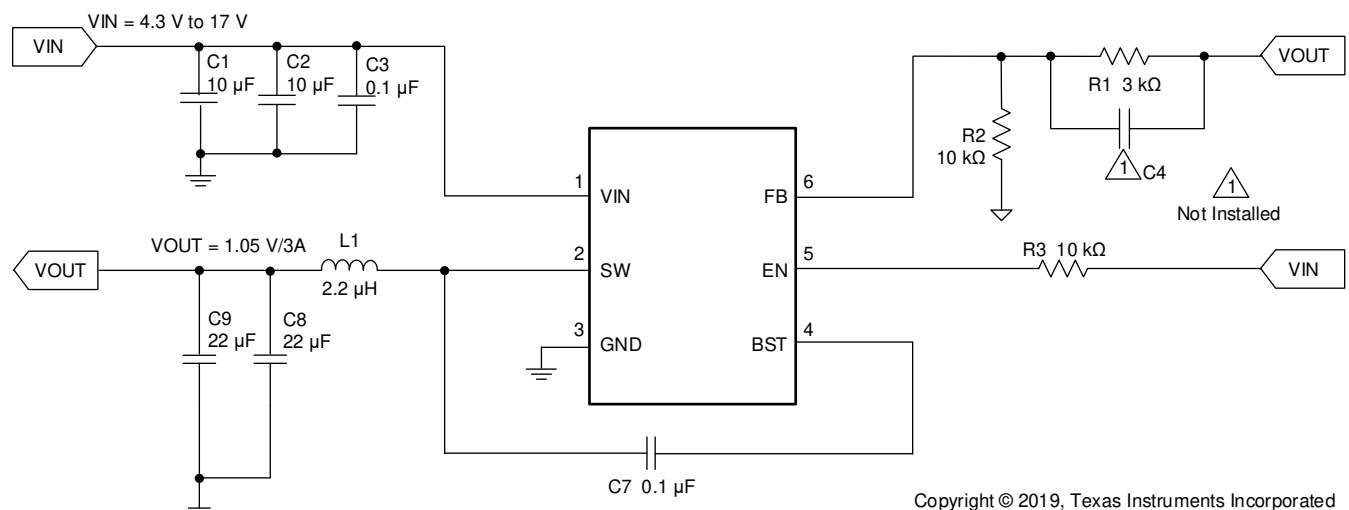 VIN = 4.3 V to 17 V
VIN
C1
10 µF
C2
10 µF
C3
0.1 µF
VOUT
R1 3 kΩ
R2
10 kΩ
1 C4
1
Not Installed
1
VIN
6
FB
VOUT = 1.05 V/3A
L1
2.2 µH
VOUT
2
SW
5
EN
R3 10 kΩ
VIN
C9
22 µF
C8
22 µF
3
GND
4
BST
C7 0.1 µF
Copyright © 2019, Texas Instruments Incorporated